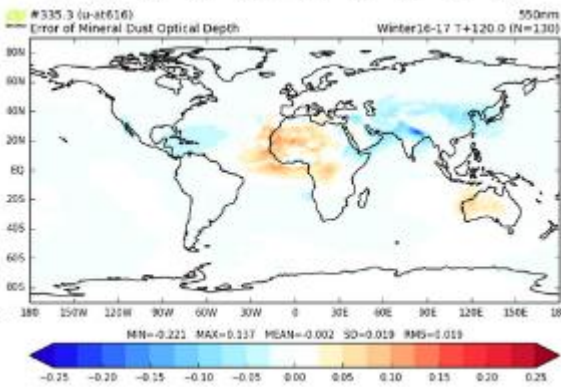 #335.3 (u-at616) 550nm
Error of Mineral Dust Optical Depth Winter16-17 T+120.0 (N=130)
80N
60N
40N
20N
EQ
20S
40S
60S
80S
180 150W 120W 90W 60W 30W 0 30E 60E 90E 120E 150E 180
MIN=-0.221 MAX=0.137 MEAN=-0.002 SD=0.019 RMS=0.019
-0.25 -0.20 -0.15 -0.10 -0.05 0.00 0.05 0.10 0.15 0.20 0.25